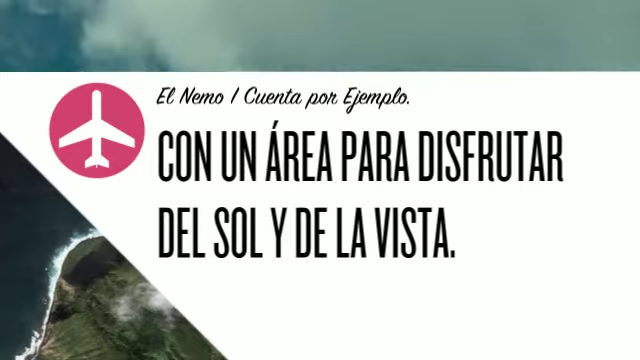 El Nemo / Cuenta por Ejemplo.
CON UN ÁREA PARA DISFRUTAR
DEL SOL Y DE LA VISTA.